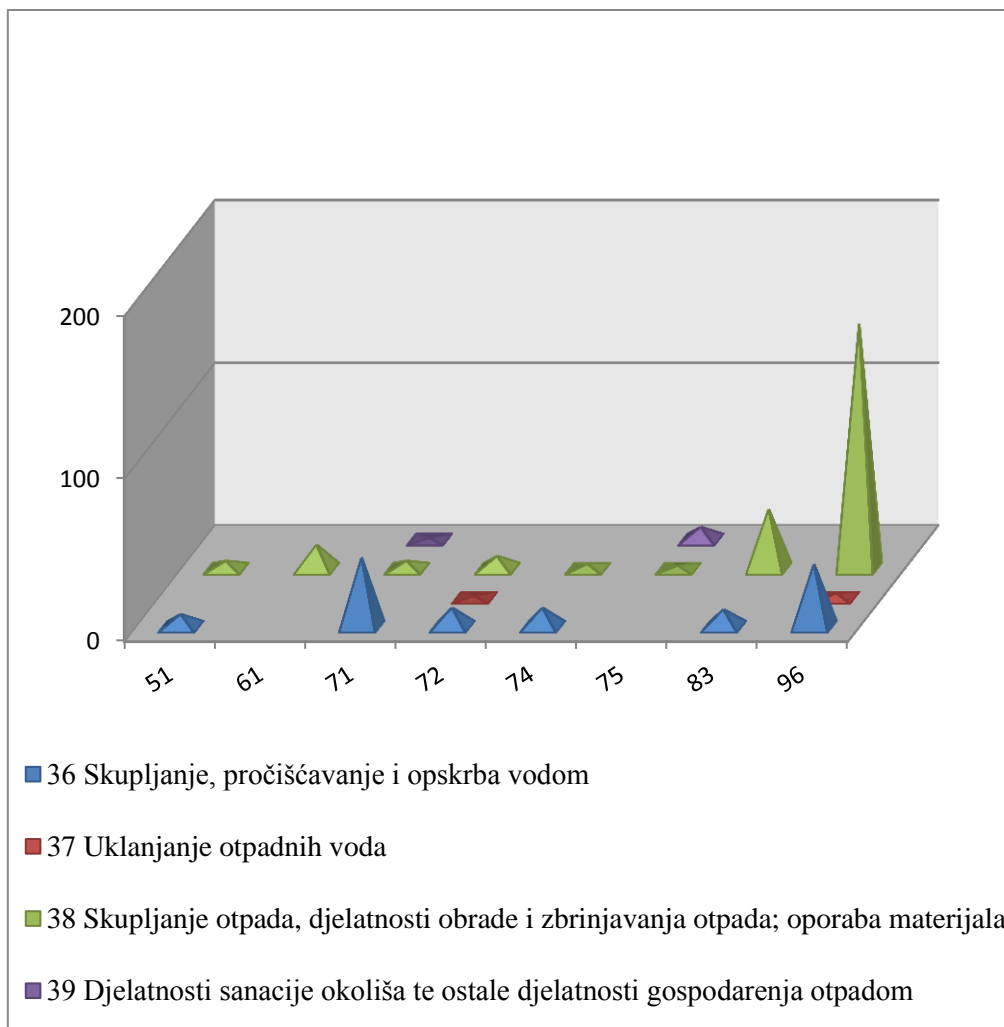 200
100
0
51 61 71 72 74 75 83 96
36 Skupljanje, pročišćavanje i opskrba vodom
37 Uklanjanje otpadnih voda
38 Skupljanje otpada, djelatnosti obrade i zbrinjavanja otpada; oporaba materijala
39 Djelatnosti sanacije okoliša te ostale djelatnosti gospodarenja otpadom